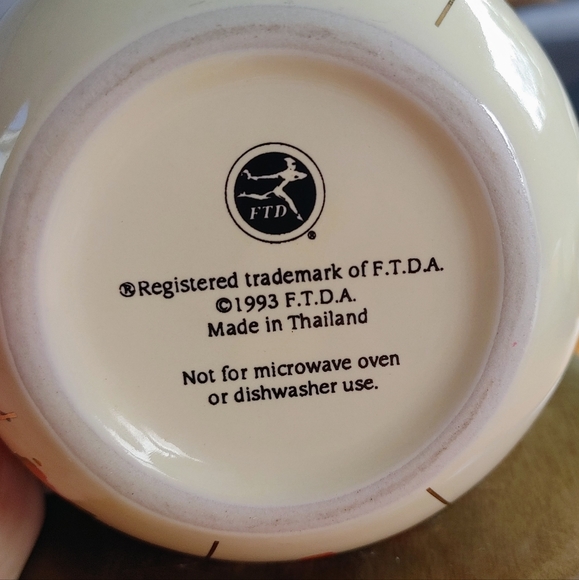 FTD
®
®Registered trademark of F.T.D.A.
©1993 F.T.D.A.
Made in Thailand
Not for microwave oven
or dishwasher use.